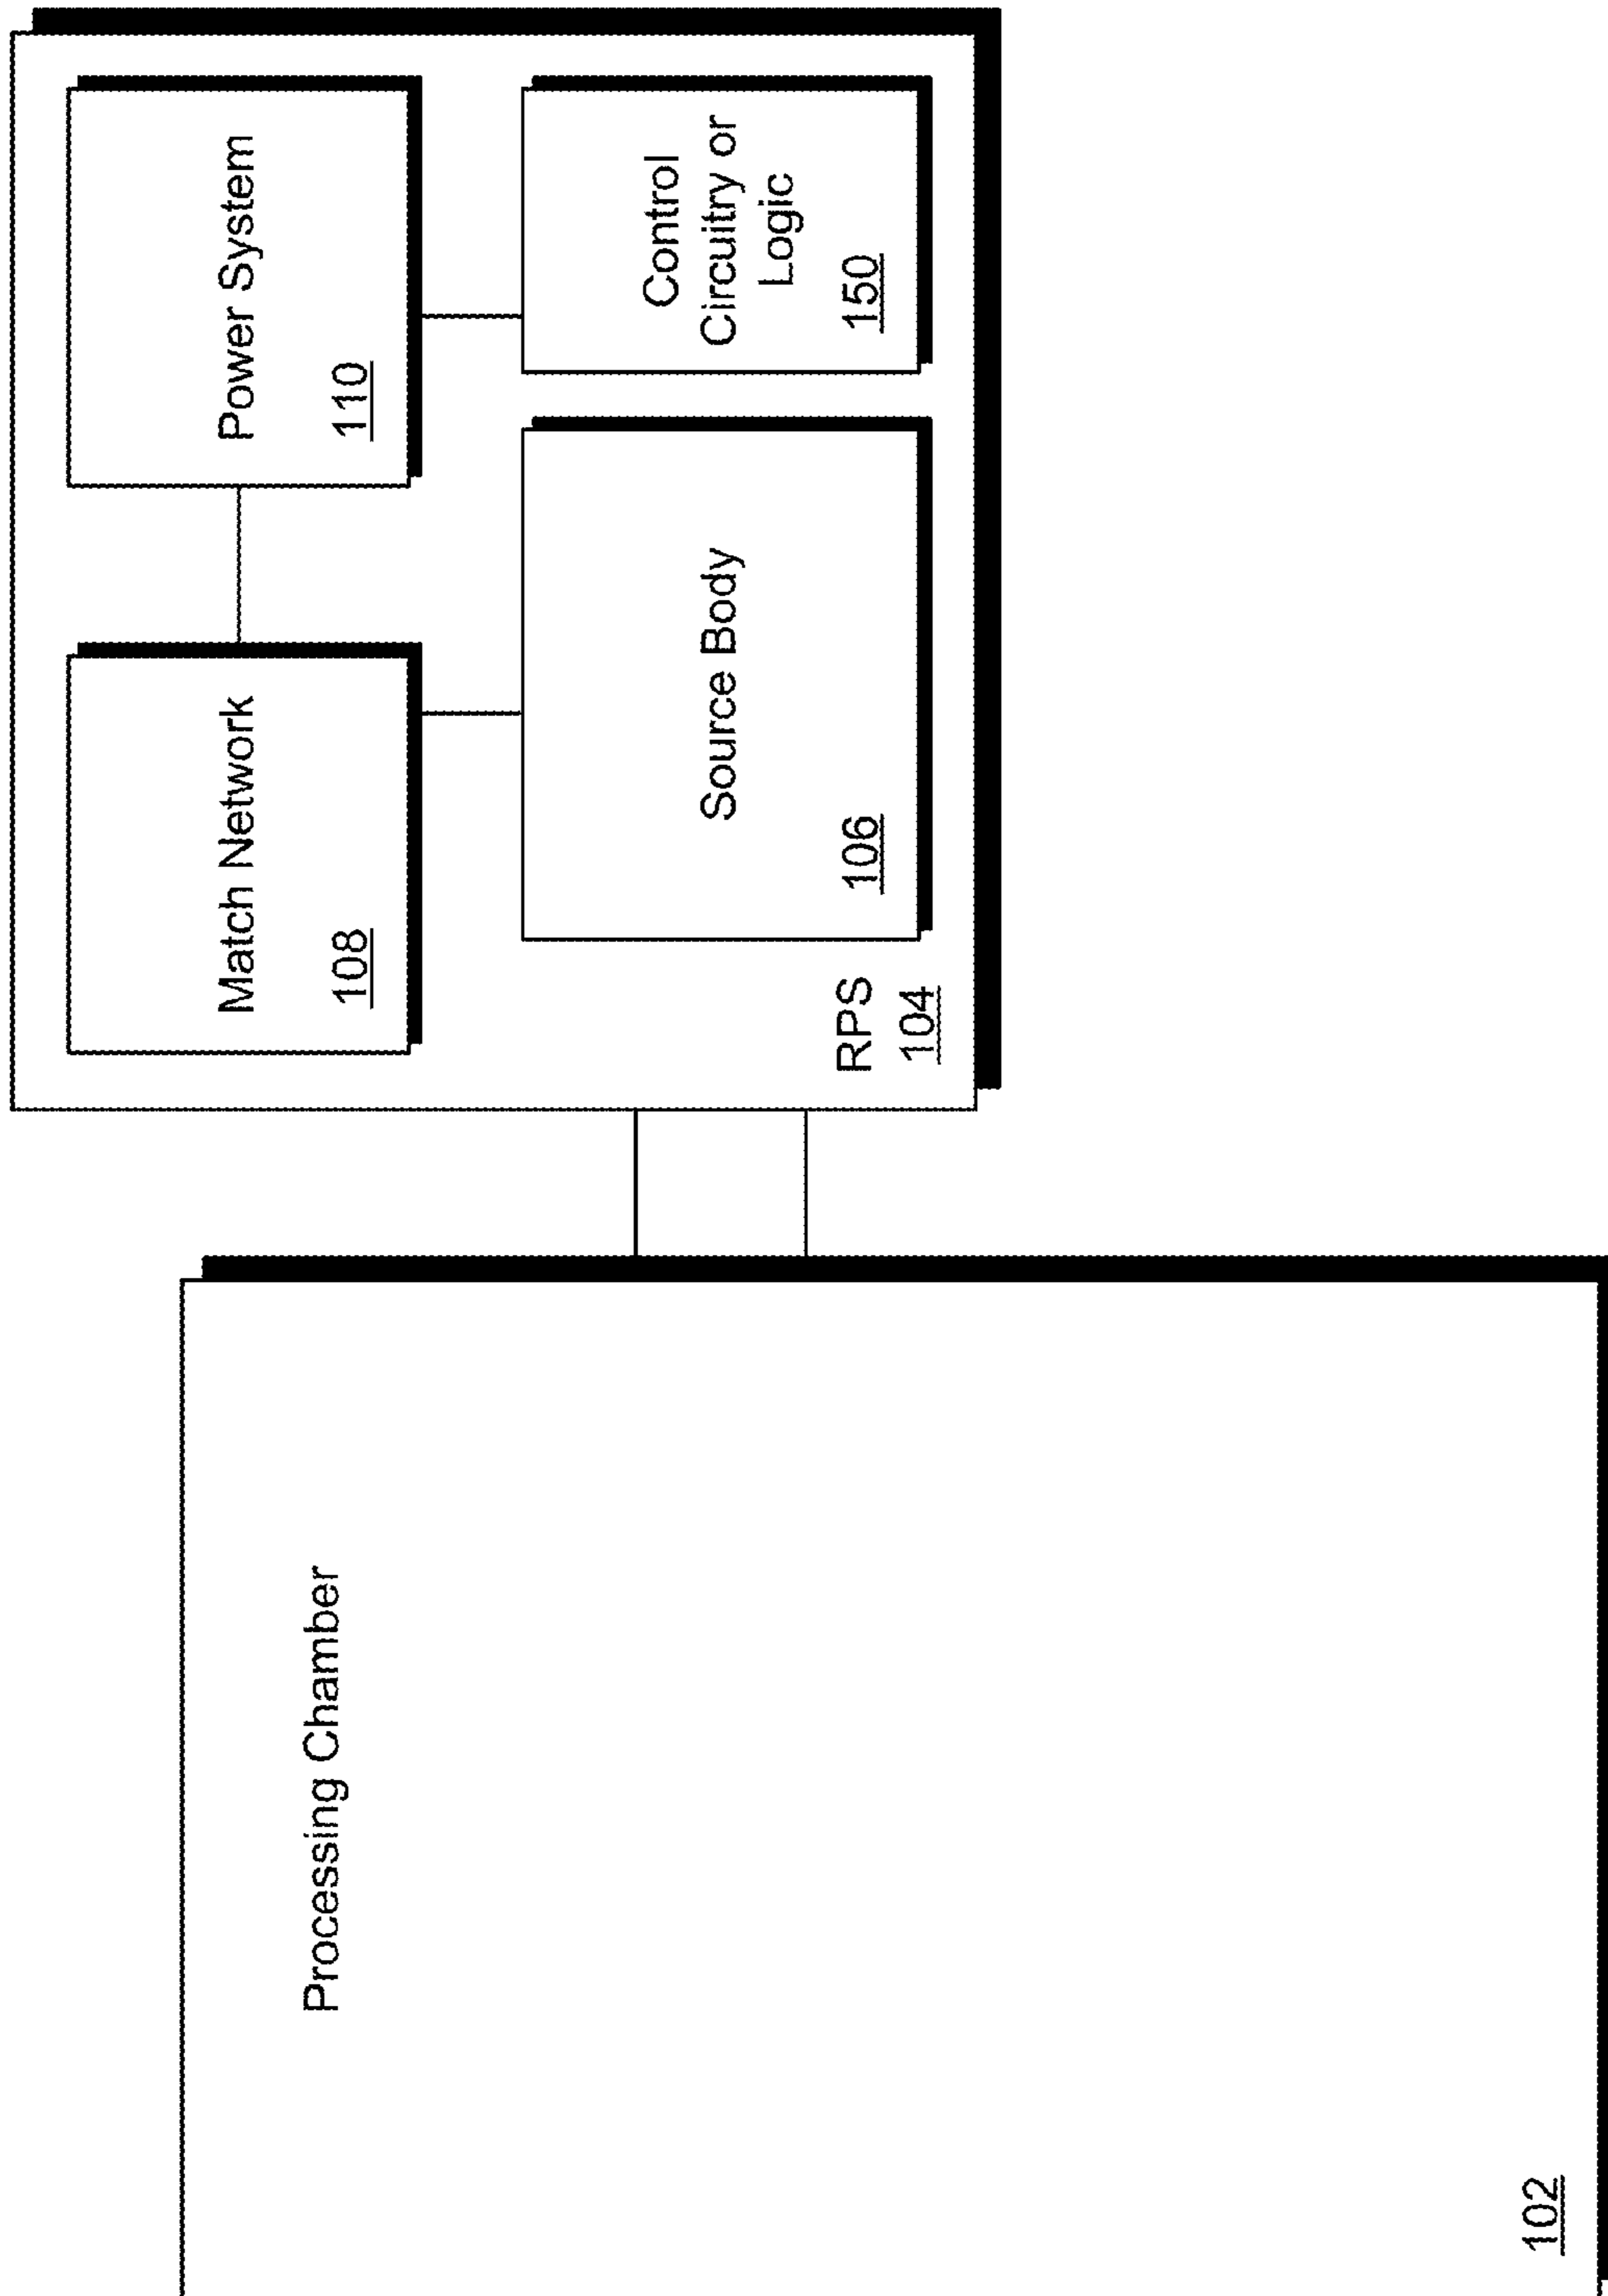 Processing Chamber
102
RPS
104
Match Network
108
Power System
110
Source Body
106
Control
Circuitry or
Logic
150